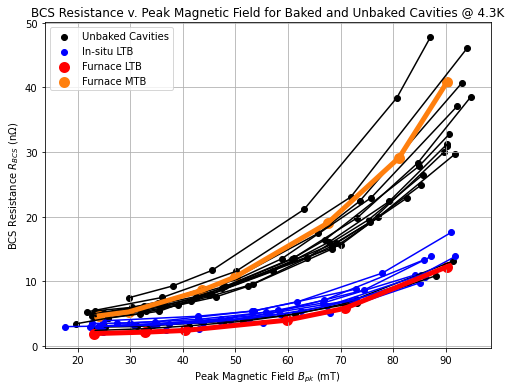 BCS Resistance v. Peak Magnetic Field for Baked and Unbaked Cavities @ 4.3K
Unbaked Cavities
In-situ LTB
Furnace LTB
Furnace MTB
BCS Resistance R_BCS (nΩ)
50
40
30
20
10
0
20 30 40 50 60 70 80 90
Peak Magnetic Field B_pk (mT)